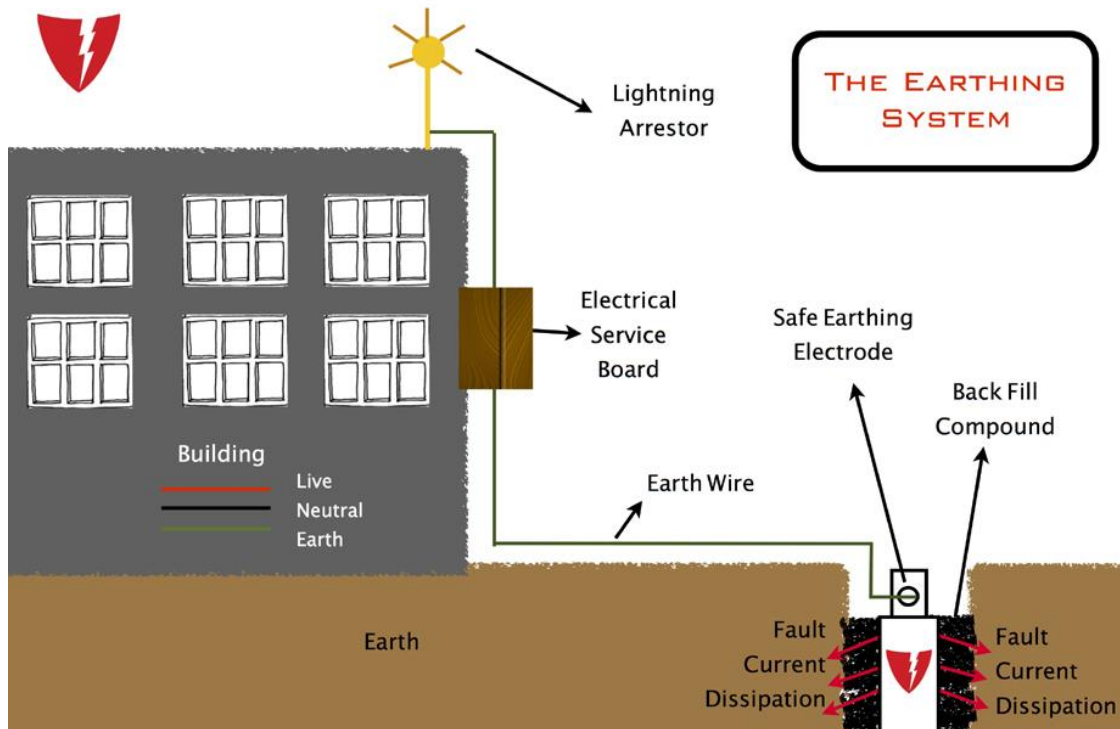 THE EARTHING
SYSTEM
Lightning
Arrestor
Electrical
Service
Board
Safe Earthing
Electrode
Back Fill
Compound
Building
Live
Neutral
Earth
Earth Wire
Earth
Fault
Current
Dissipation
Fault
Current
Dissipation